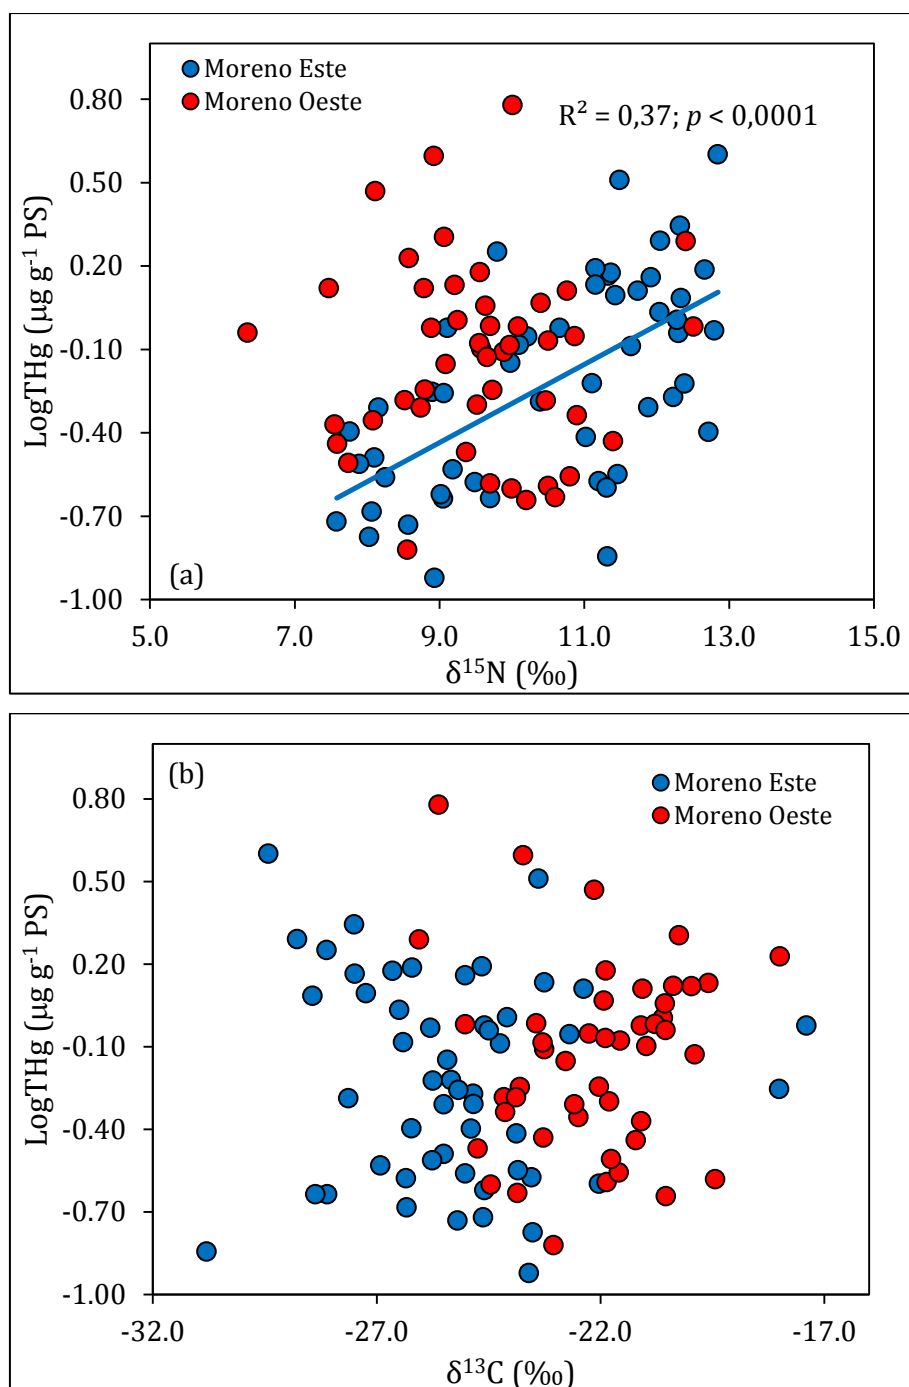 Moreno Este
Moreno Oeste
R² = 0,37; p < 0,0001
0.80
0.50
0.20
-0.10
-0.40
-0.70
-1.00
LogTHg (µg g⁻¹ PS)
(a)
5.0 7.0 9.0 11.0 13.0 15.0
δ¹⁵N (‰)
(b)
Moreno Este
Moreno Oeste
0.80
0.50
0.20
-0.10
-0.40
-0.70
-1.00
LogTHg (µg g⁻¹ PS)
-32.0 -27.0 -22.0 -17.0
δ¹³C (‰)